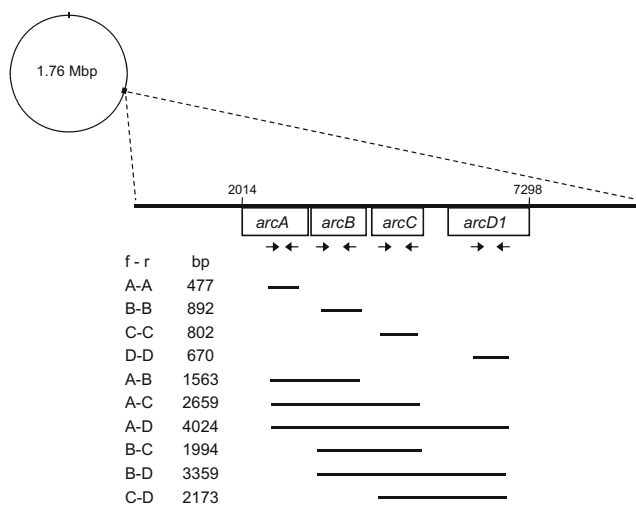 1.76 Mbp
2014 7298
arcA arcB arcC arcD1
f - r bp
A-A 477
B-B 892
C-C 802
D-D 670
A-B 1563
A-C 2659
A-D 4024
B-C 1994
B-D 3359
C-D 2173